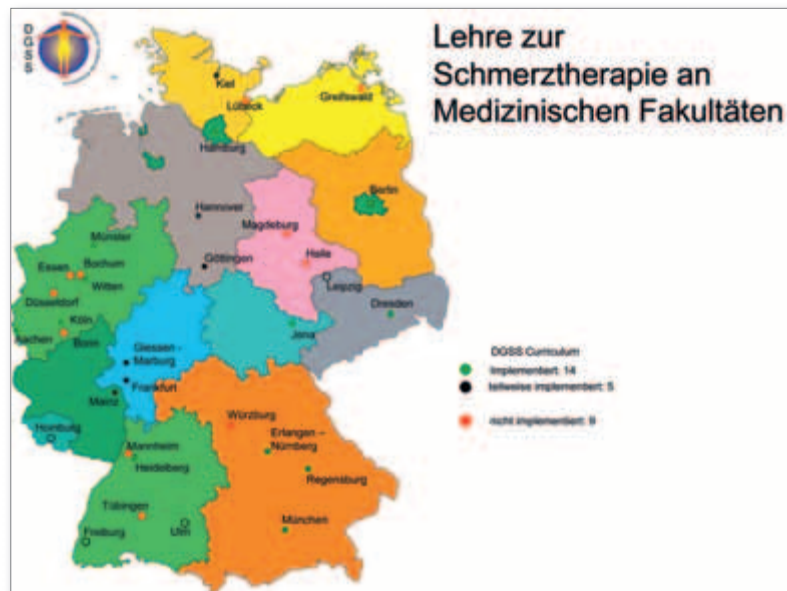 DGSS
Lehre zur
Schmerztherapie an
Medizinischen Fakultäten
Kiel
Lübeck
Greifswald
Hamburg
Berlin
Hannover
Magdeburg
Münster
Göttingen
Halle
Essen
Bochum
Leipzig
Witten
Düsseldorf
Dresden
Köln
Jena
Aachen
Bonn
Giessen -
Marburg
Frankfurt
Mainz
Homburg
Würzburg
Mannheim
Erlangen –
Nürnberg
Heidelberg
Regensburg
Tübingen
Ulm
München
Freiburg
DGSS Curriculum
Implementiert: 14
teilweise implementiert: 5
nicht implementiert: 9